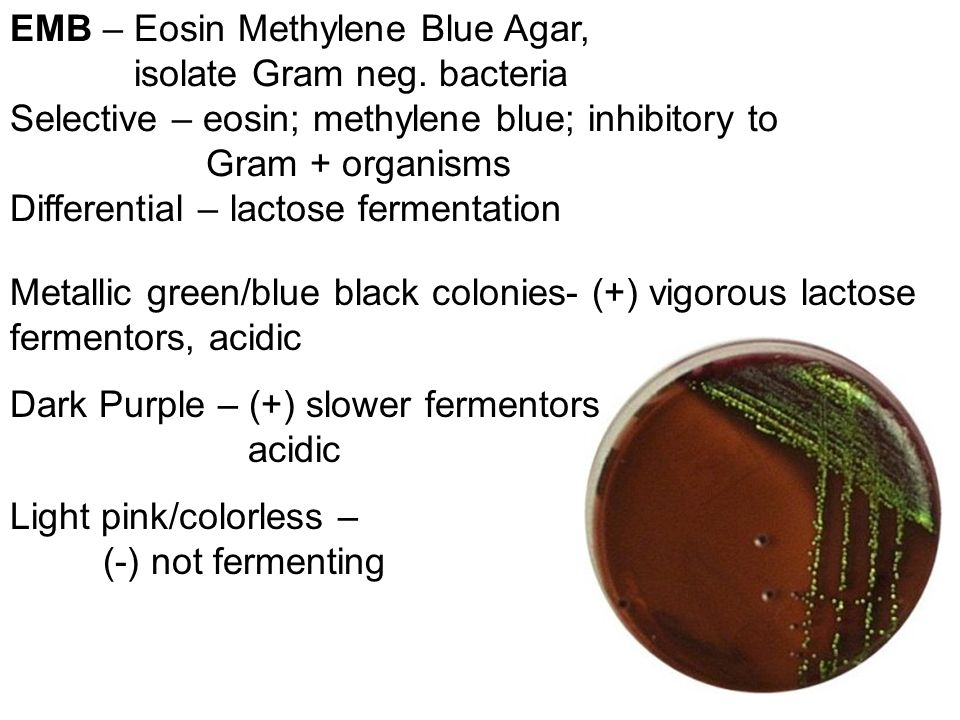 EMB – Eosin Methylene Blue Agar,
isolate Gram neg. bacteria
Selective – eosin; methylene blue; inhibitory to
Gram + organisms
Differential – lactose fermentation
Metallic green/blue black colonies- (+) vigorous lactose
fermentors, acidic
Dark Purple – (+) slower fermentors
acidic
Light pink/colorless –
(-) not fermenting